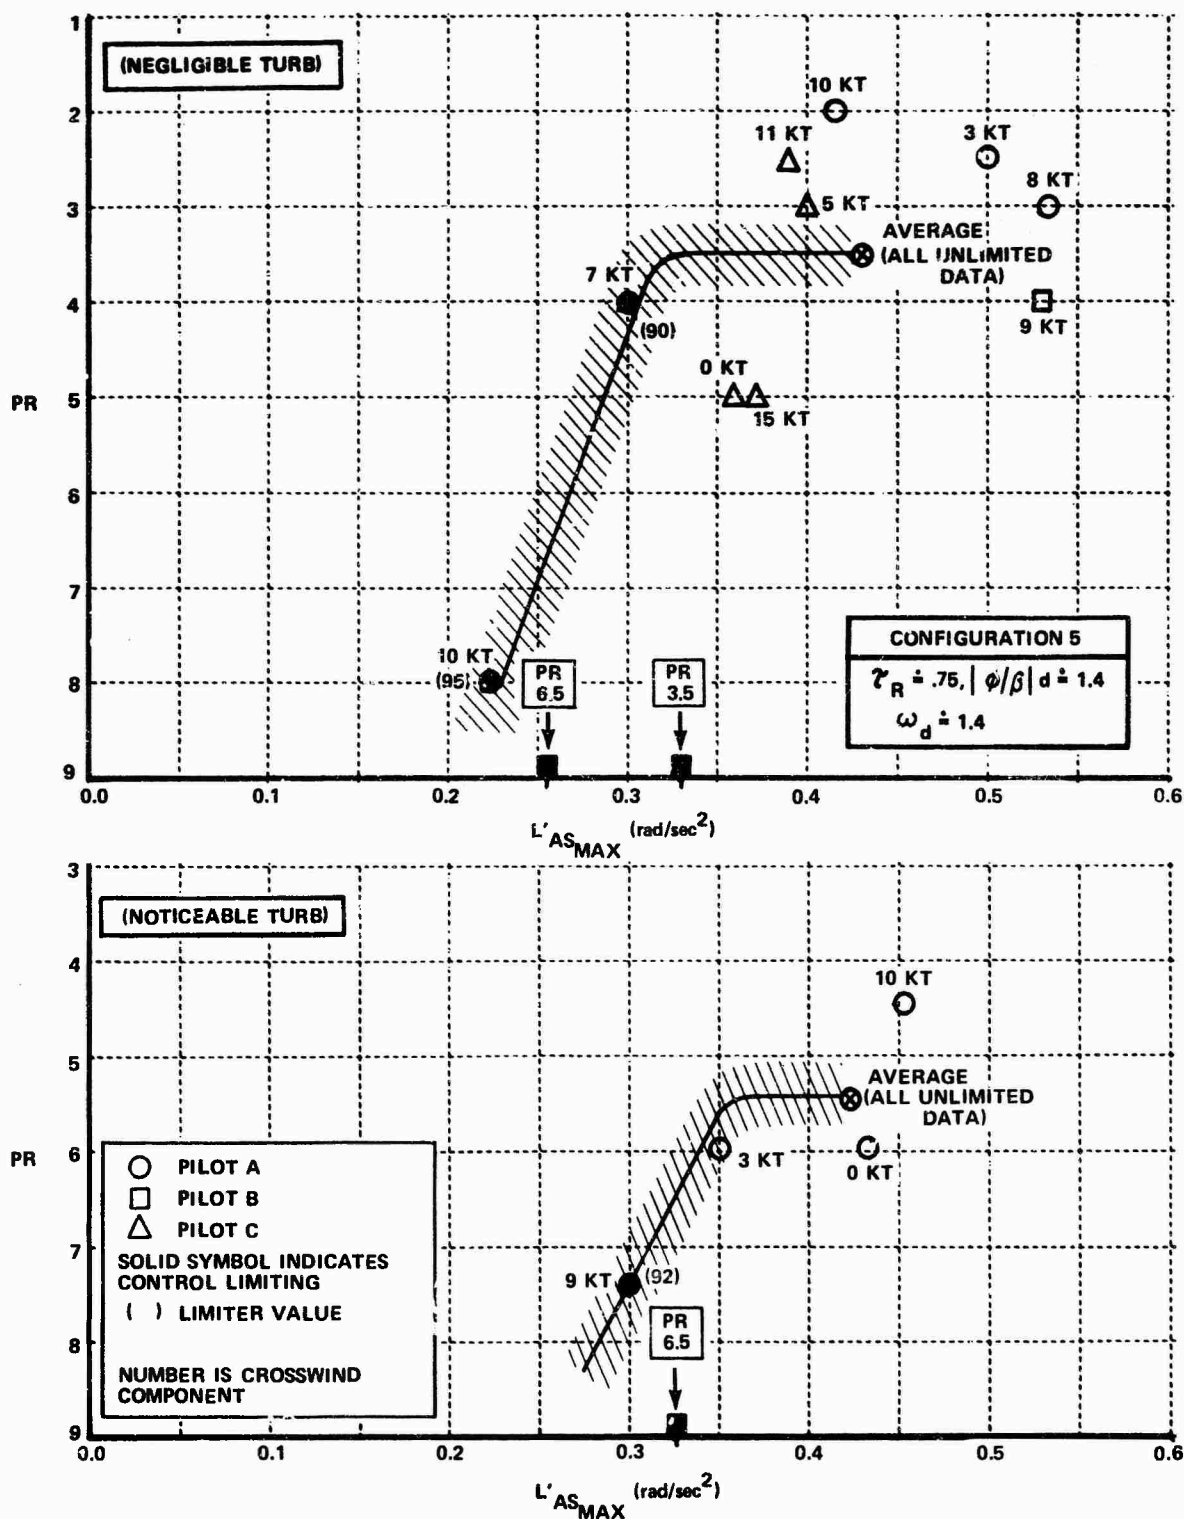 1
(NEGLIGIBLE TURB)
10 KT
2
11 KT
3 KT
8 KT
3
5 KT
AVERAGE
(ALL UNLIMITED
DATA)
7 KT
4
(90)
9 KT
0 KT
PR
5
15 KT
6
7
CONFIGURATION 5
τR ≐ .75, | φ/β | d ≐ 1.4
ωd ≐ 1.4
10 KT
(95)
8
PR
6.5
PR
3.5
9
0.0 0.1 0.2 0.3 0.4 0.5 0.6
L'ASMAX (rad/sec2)
3
(NOTICEABLE TURB)
4
10 KT
5
AVERAGE
(ALL UNLIMITED
DATA)
PR
6
3 KT
0 KT
PILOT A
PILOT B
PILOT C
SOLID SYMBOL INDICATES
CONTROL LIMITING
( ) LIMITER VALUE
NUMBER IS CROSSWIND
COMPONENT
7
9 KT
(92)
PR
6.5
8
9
0.0 0.1 0.2 0.3 0.4 0.5 0.6
L'ASMAX (rad/sec2)